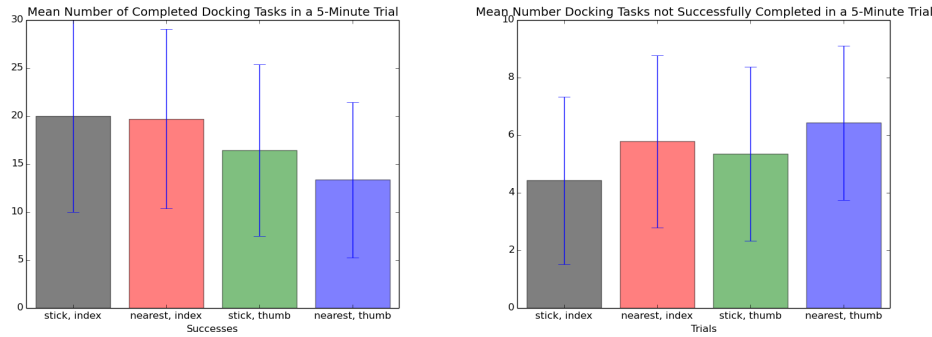 Mean Number of Completed Docking Tasks in a 5-Minute Trial
30
25
20
15
10
5
0
stick, index nearest, index stick, thumb nearest, thumb
Successes
Mean Number Docking Tasks not Successfully Completed in a 5-Minute Trial
10
8
6
4
2
0
stick, index nearest, index stick, thumb nearest, thumb
Trials